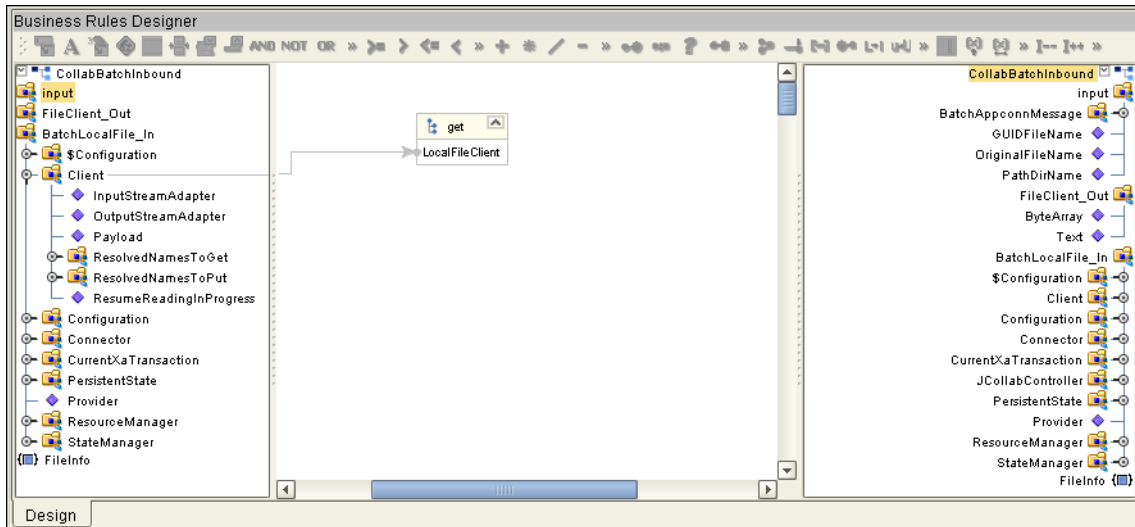 Business Rules Designer
A AND NOT OR » >= > <= < » + * / - » ? » » I-- I++ »
CollabBatchInbound
input
FileClient_Out
BatchLocalFile_In
$Configuration
Client
InputStreamAdapter
OutputStreamAdapter
Payload
ResolvedNamesToGet
ResolvedNamesToPut
ResumeReadingInProgress
Configuration
Connector
CurrentXaTransaction
PersistentState
Provider
ResourceManager
StateManager
FileInfo
get
LocalFileClient
CollabBatchInbound
input
BatchAppconnMessage
GUIDFileName
OriginalFileName
PathDirName
FileClient_Out
ByteArray
Text
BatchLocalFile_In
$Configuration
Client
Configuration
Connector
CurrentXaTransaction
JCollabController
PersistentState
Provider
ResourceManager
StateManager
FileInfo
Design